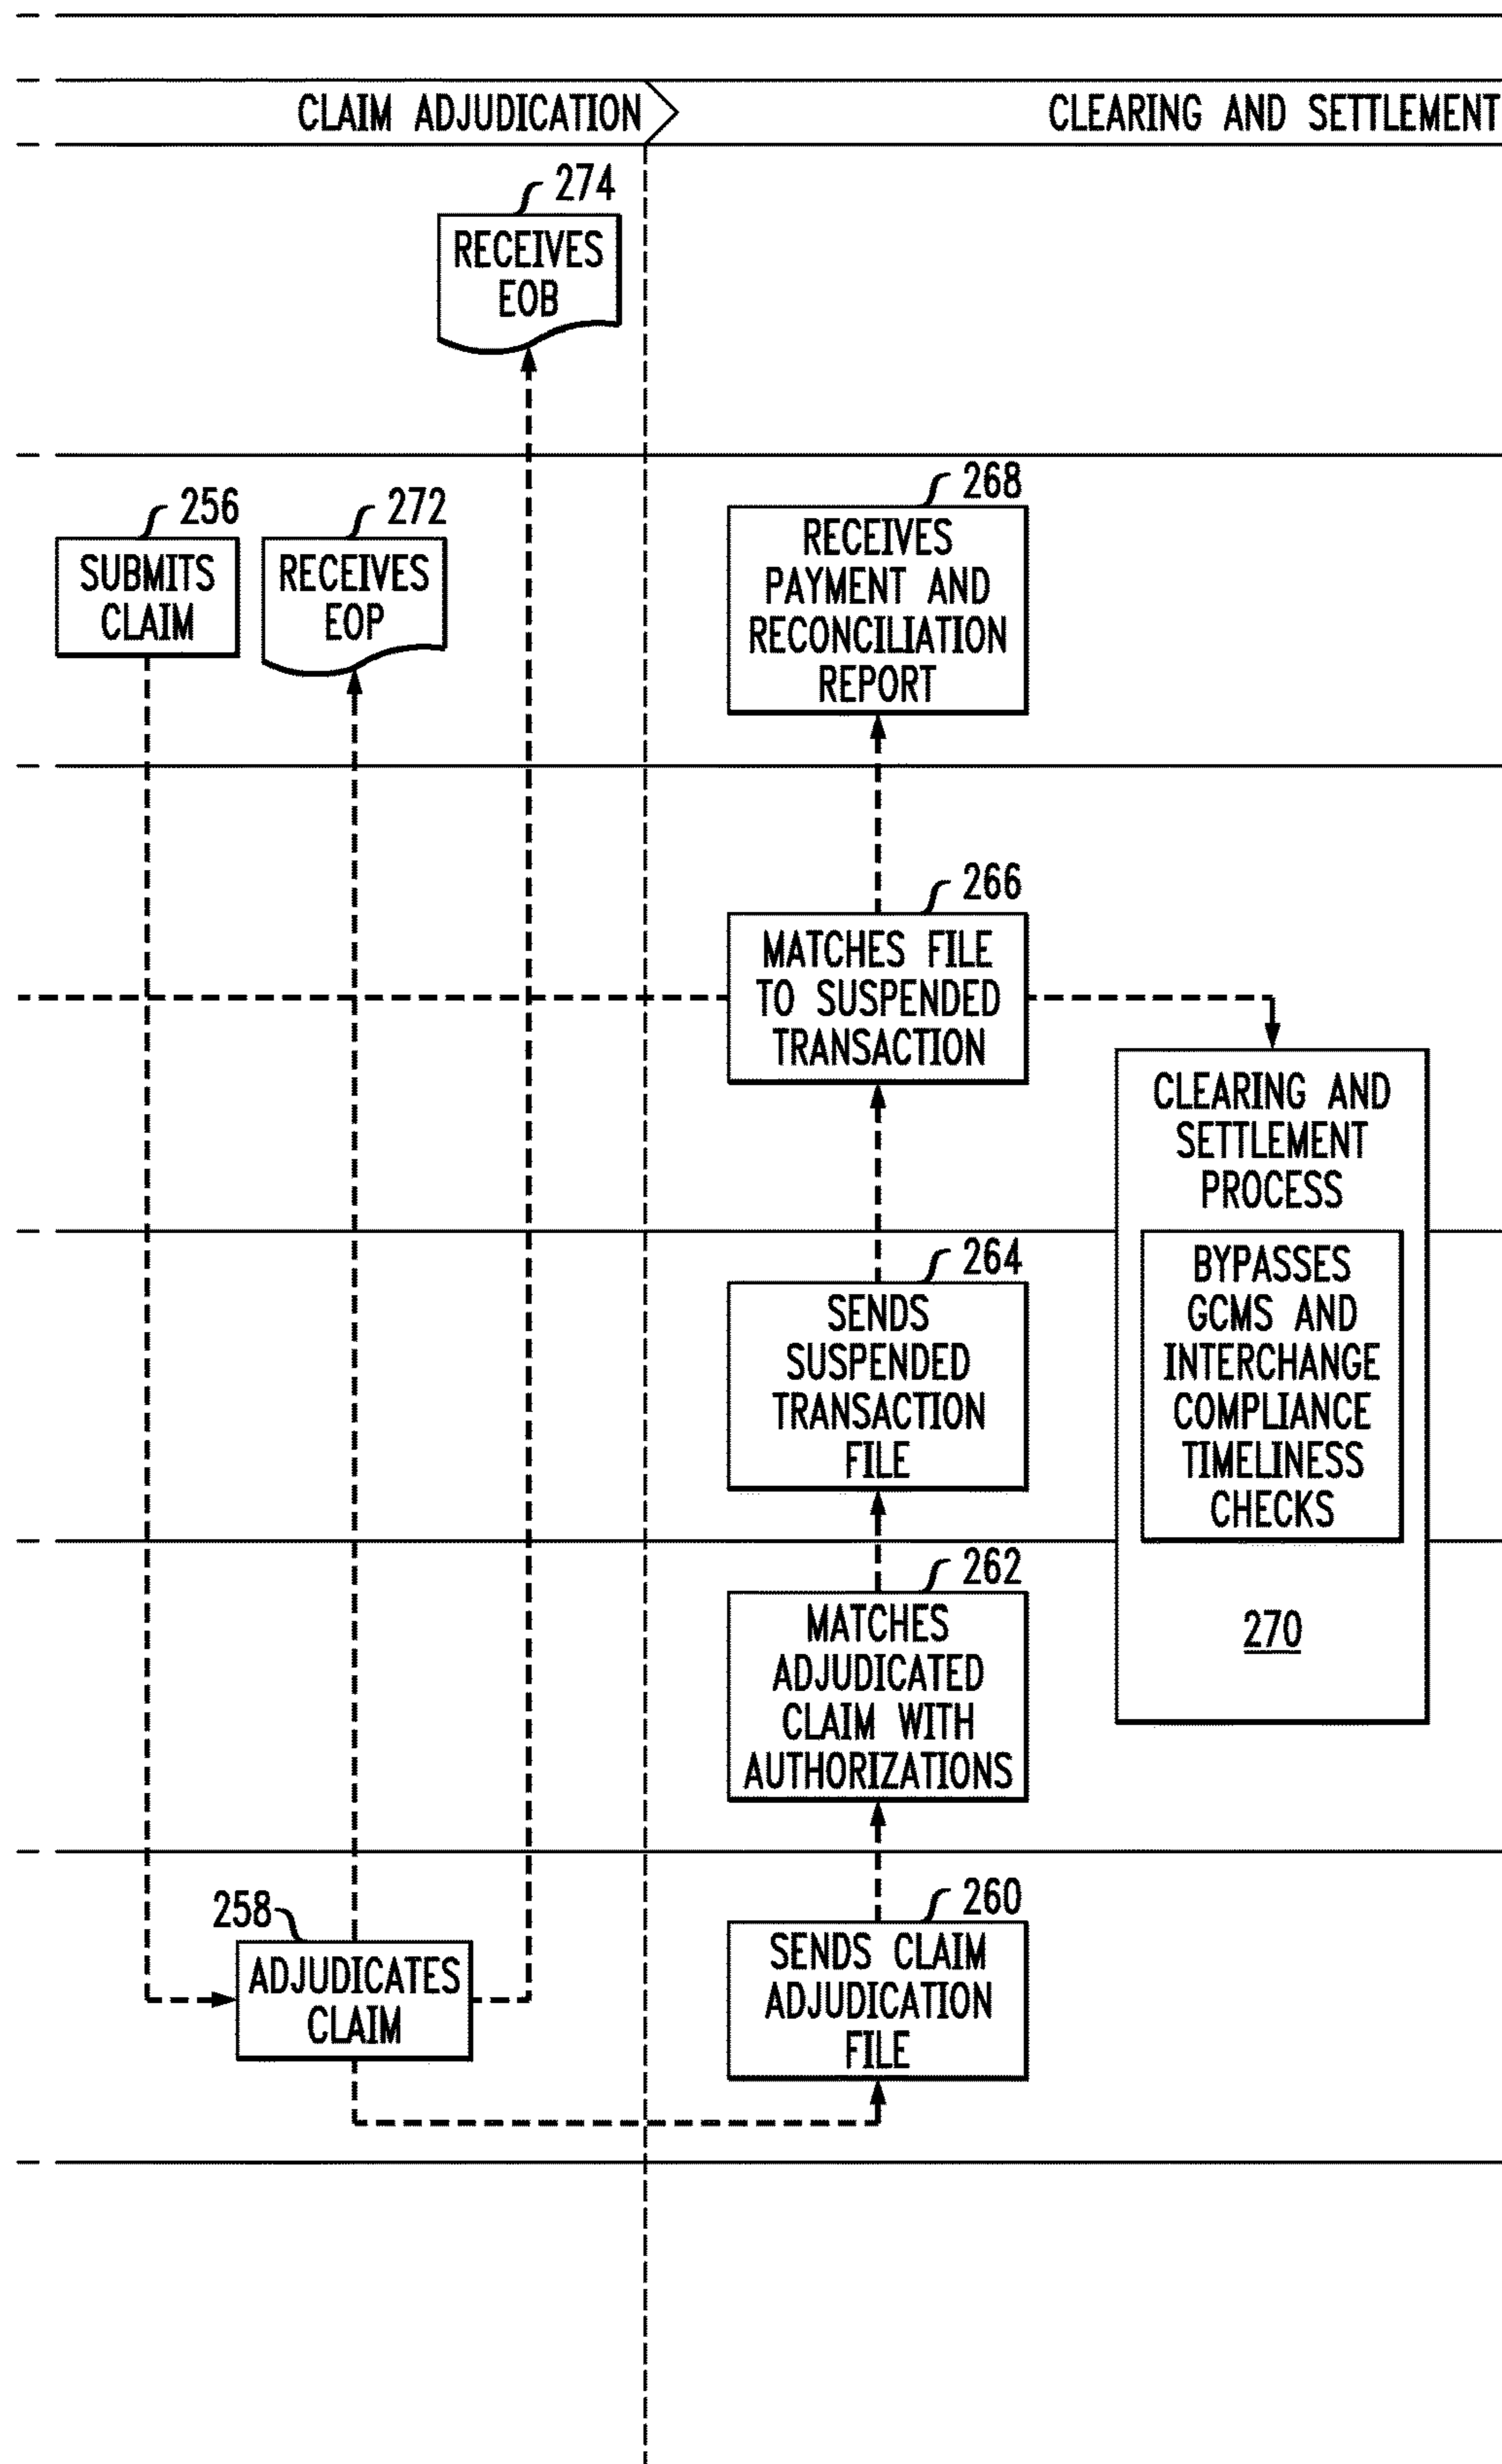 CLAIM ADJUDICATION
CLEARING AND SETTLEMENT
274
RECEIVES
EOB
256
SUBMITS
CLAIM
272
RECEIVES
EOP
268
RECEIVES
PAYMENT AND
RECONCILIATION
REPORT
266
MATCHES FILE
TO SUSPENDED
TRANSACTION
CLEARING AND
SETTLEMENT
PROCESS
BYPASSES
GCMS AND
INTERCHANGE
COMPLIANCE
TIMELINESS
CHECKS
270
264
SENDS
SUSPENDED
TRANSACTION
FILE
262
MATCHES
ADJUDICATED
CLAIM WITH
AUTHORIZATIONS
258
ADJUDICATES
CLAIM
260
SENDS CLAIM
ADJUDICATION
FILE